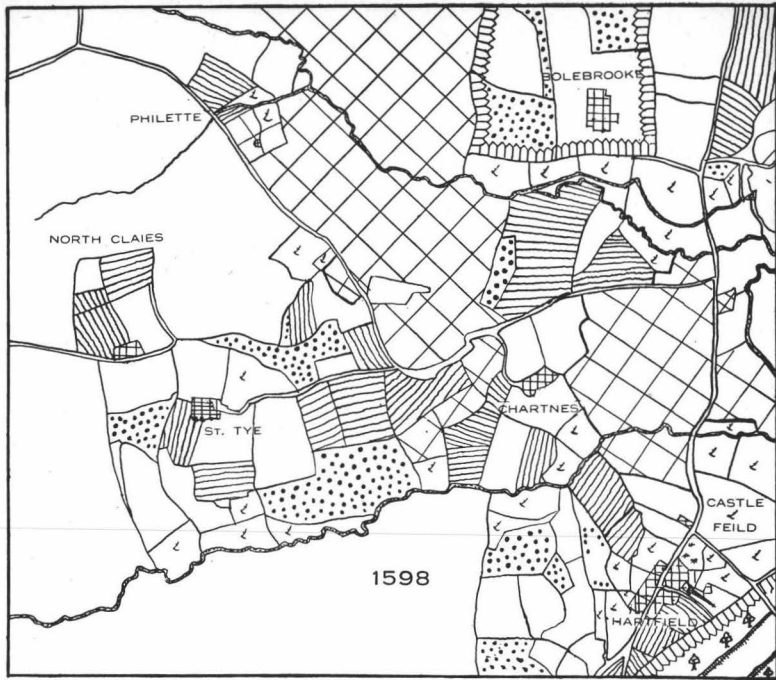 BOLEBROOKE
PHILETTE
NORTH CLAIES
ST. TYE
CHARTNES
CASTLE
FEILD
1598
HARTFIELD